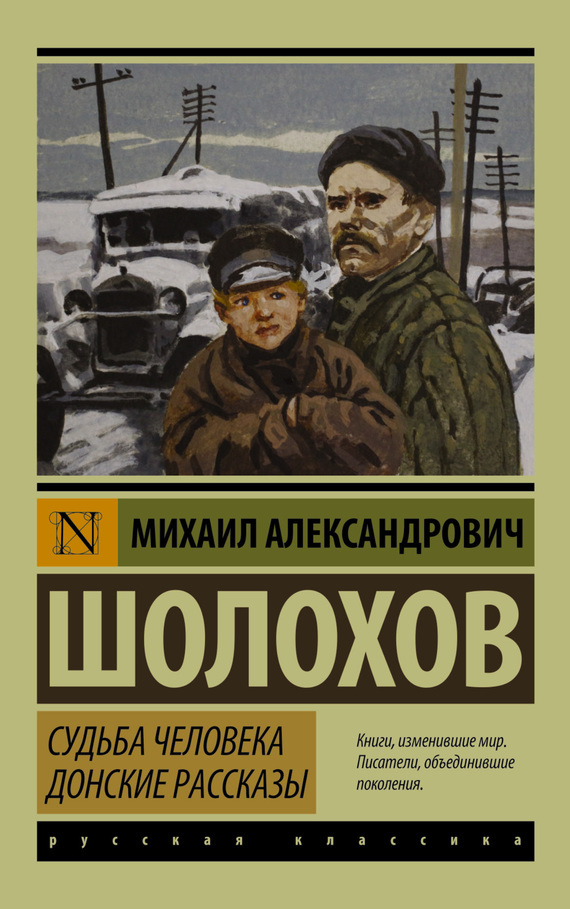 N
МИХАИЛ АЛЕКСАНДРОВИЧ
ШОЛОХОВ
СУДЬБА ЧЕЛОВЕКА
ДОНСКИЕ РАССКАЗЫ
Книги, изменившие мир.
Писатели, объединившие
поколения.
русская классика